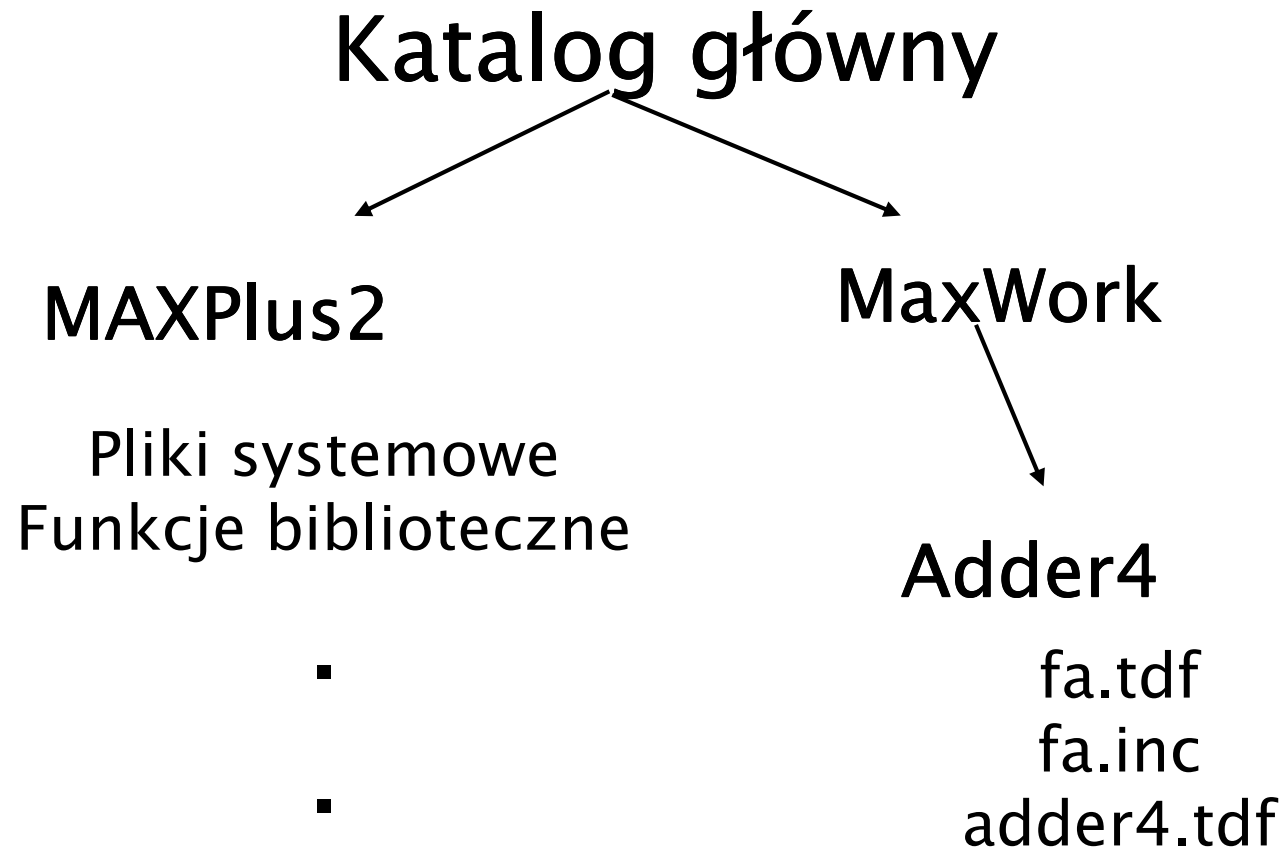 Katalog główny
MAXPlus2
Pliki systemowe
Funkcje biblioteczne
MaxWork
Adder4
fa.tdf
fa.inc
adder4.tdf